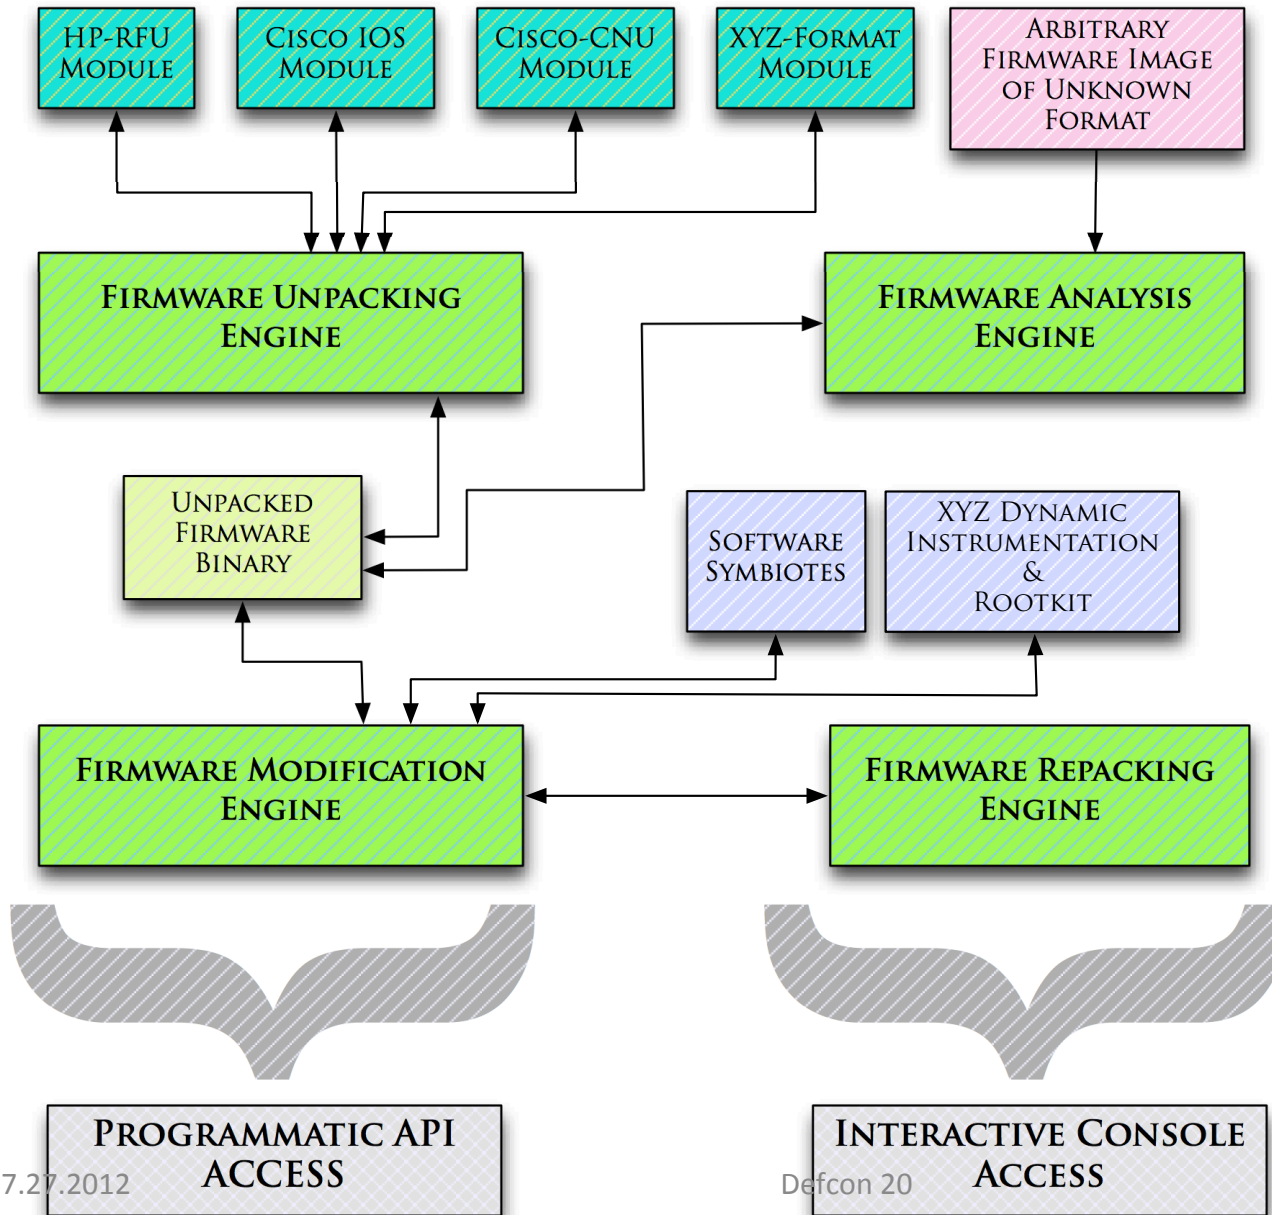 HP-RFU
MODULE
CISCO IOS
MODULE
CISCO-CNU
MODULE
XYZ-FORMAT
MODULE
ARBITRARY
FIRMWARE IMAGE
OF UNKNOWN
FORMAT
FIRMWARE UNPACKING
ENGINE
FIRMWARE ANALYSIS
ENGINE
UNPACKED
FIRMWARE
BINARY
SOFTWARE
SYMBIOTES
XYZ DYNAMIC
INSTRUMENTATION
&
ROOTKIT
FIRMWARE MODIFICATION
ENGINE
FIRMWARE REPACKING
ENGINE
PROGRAMMATIC API
ACCESS
INTERACTIVE CONSOLE
ACCESS
7.27.2012
Defcon 20